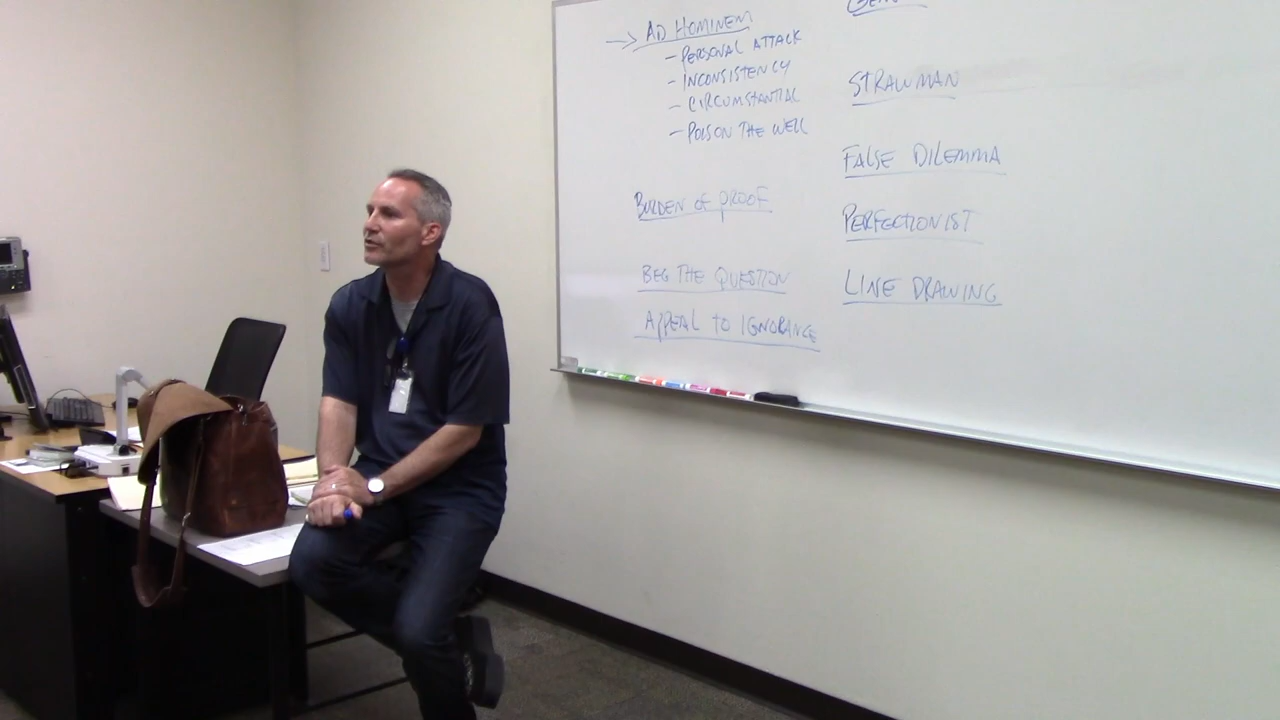 → AD HOMINEM
- PERSONAL ATTACK
- INCONSISTENCY
- CIRCUMSTANTIAL
- POISON THE WELL
BURDEN OF PROOF
BEG THE QUESTION
APPEAL TO IGNORANCE
STRAWMAN
FALSE DILEMMA
PERFECTIONIST
LINE DRAWING